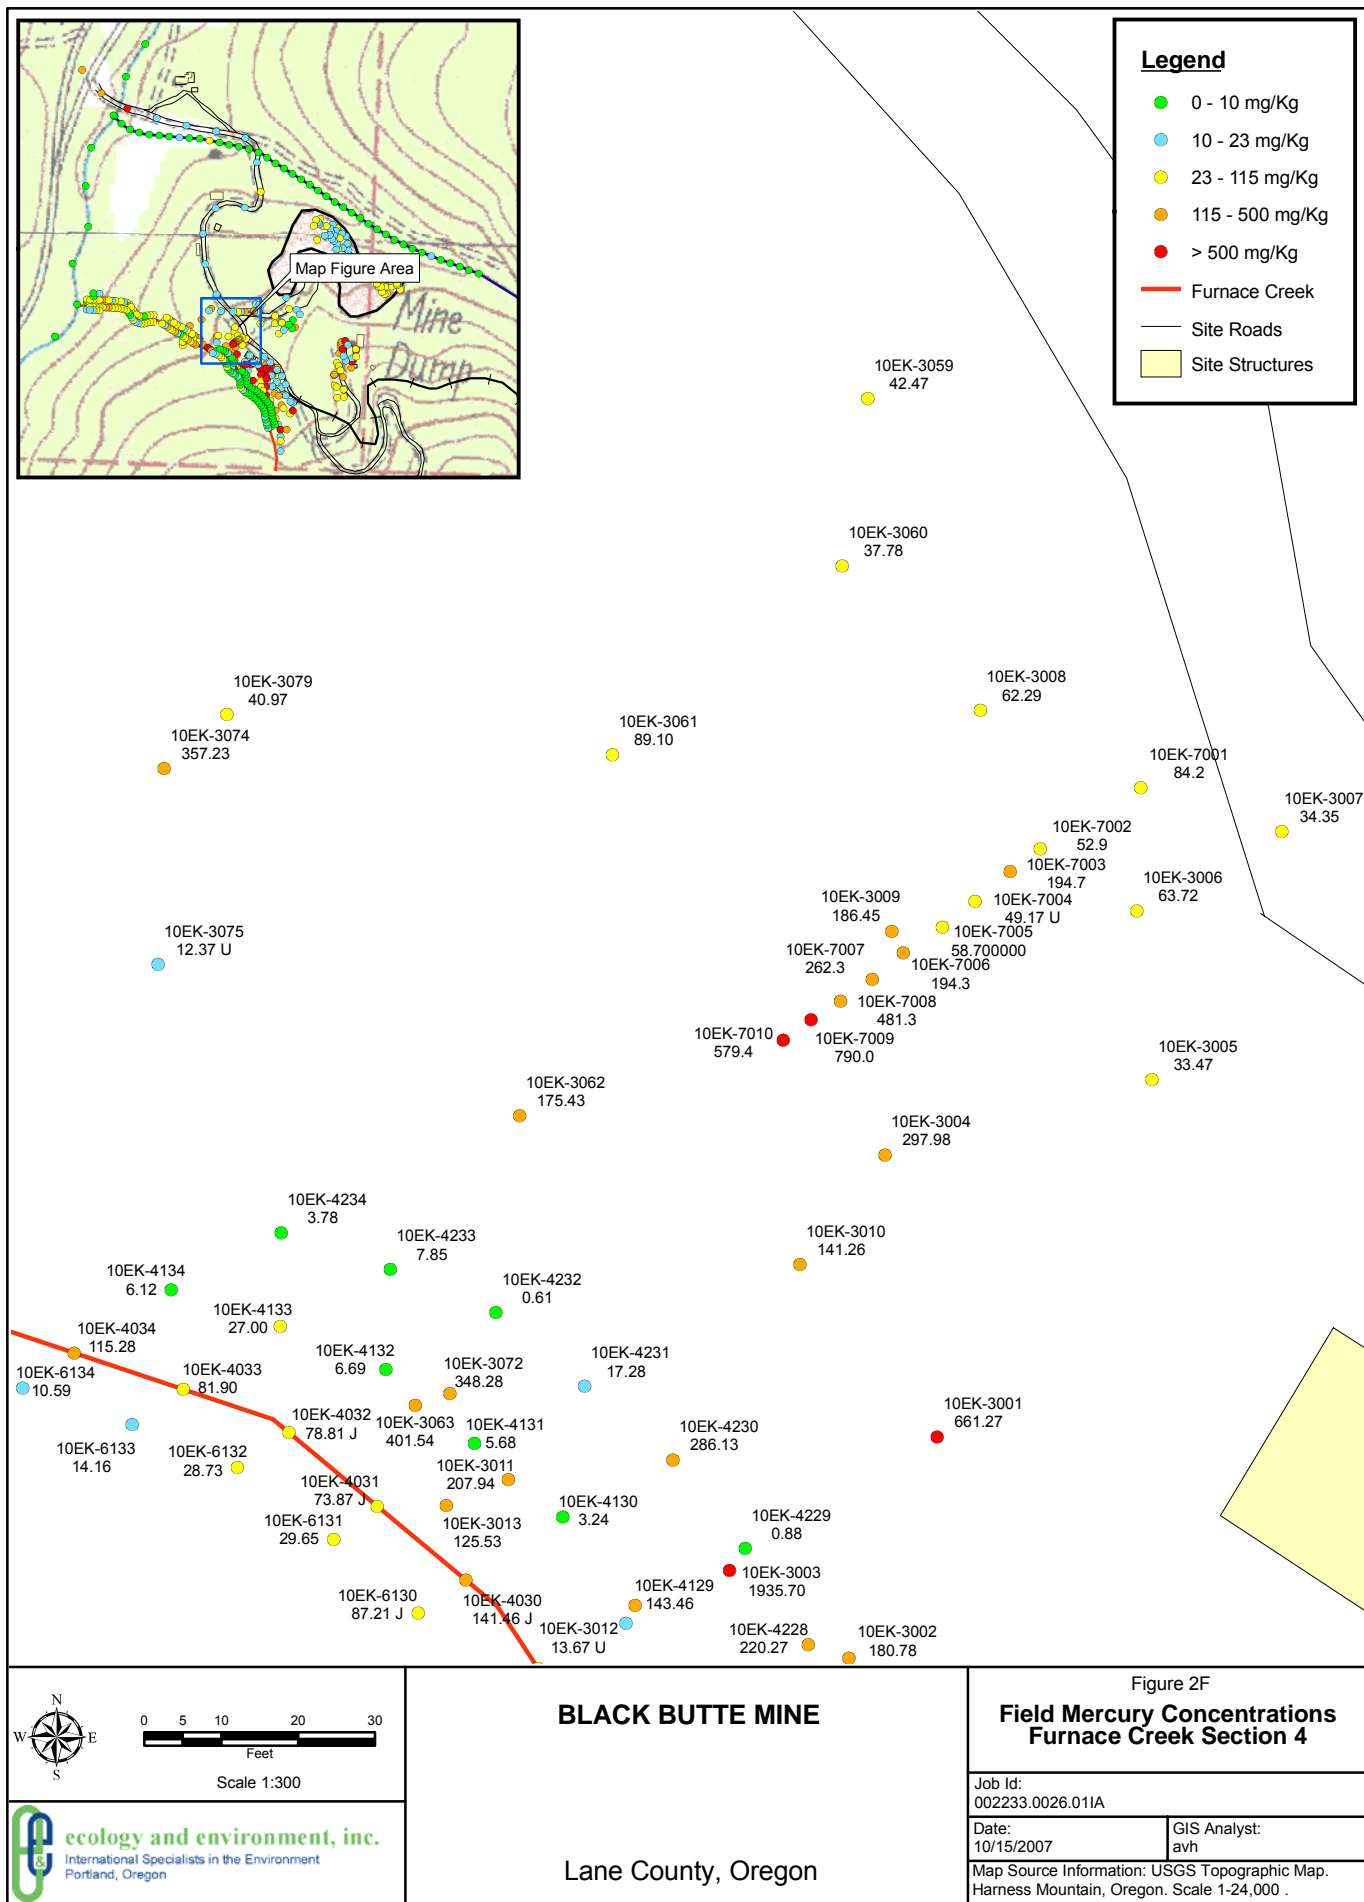 Map Figure Area
Mine
Dump
Legend
0 - 10 mg/Kg
10 - 23 mg/Kg
23 - 115 mg/Kg
115 - 500 mg/Kg
> 500 mg/Kg
Furnace Creek
Site Roads
Site Structures
10EK-3059
42.47
10EK-3060
37.78
10EK-3079
40.97
10EK-3074
357.23
10EK-3061
89.10
10EK-3008
62.29
10EK-7001
84.2
10EK-3007
34.35
10EK-7002
52.9
10EK-7003
194.7
10EK-3006
63.72
10EK-7004
49.17 U
10EK-3009
186.45
10EK-7005
58.700000
10EK-7007
262.3
10EK-7006
194.3
10EK-3075
12.37 U
10EK-7008
481.3
10EK-7010
579.4
10EK-7009
790.0
10EK-3005
33.47
10EK-3062
175.43
10EK-3004
297.98
10EK-4234
3.78
10EK-4233
7.85
10EK-3010
141.26
10EK-4134
6.12
10EK-4232
0.61
10EK-4133
27.00
10EK-4034
115.28
10EK-4132
6.69
10EK-3072
348.28
10EK-4231
17.28
10EK-6134
10.59
10EK-4033
81.90
10EK-3001
661.27
10EK-4032
78.81 J
10EK-3063
401.54
10EK-4131
5.68
10EK-4230
286.13
10EK-6133
14.16
10EK-6132
28.73
10EK-3011
207.94
10EK-4031
73.87 J
10EK-3013
125.53
10EK-4130
3.24
10EK-6131
29.65
10EK-4229
0.88
10EK-3003
1935.70
10EK-6130
87.21 J
10EK-4030
141.46 J
10EK-4129
143.46
10EK-3012
13.67 U
10EK-4228
220.27
10EK-3002
180.78
N
W
E
S
0 5 10 20 30
Feet
Scale 1:300
&
ecology and environment, inc.
International Specialists in the Environment
Portland, Oregon
BLACK BUTTE MINE
Lane County, Oregon
Figure 2F
Field Mercury Concentrations
Furnace Creek Section 4
Job Id:
002233.0026.01IA
Date:
10/15/2007
GIS Analyst:
avh
Map Source Information: USGS Topographic Map.
Harness Mountain, Oregon. Scale 1-24,000 .